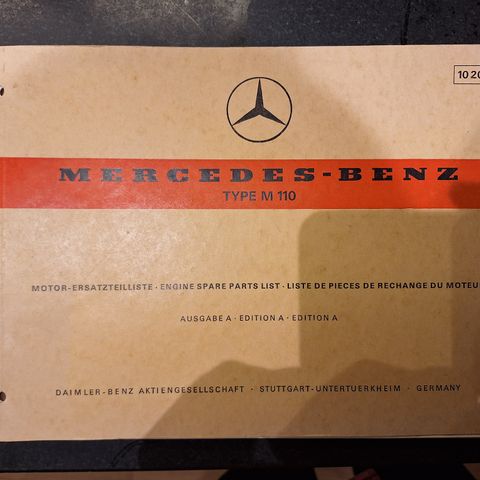 10 20
MERCEDES-BENZ
TYPE M 110
MOTOR-ERSATZTEILLISTE · ENGINE SPARE PARTS LIST · LISTE DE PIECES DE RECHANGE DU MOTEU
AUSGABE A · EDITION A · EDITION A
DAIMLER-BENZ AKTIENGESELLSCHAFT · STUTTGART-UNTERTUERKHEIM · GERMANY